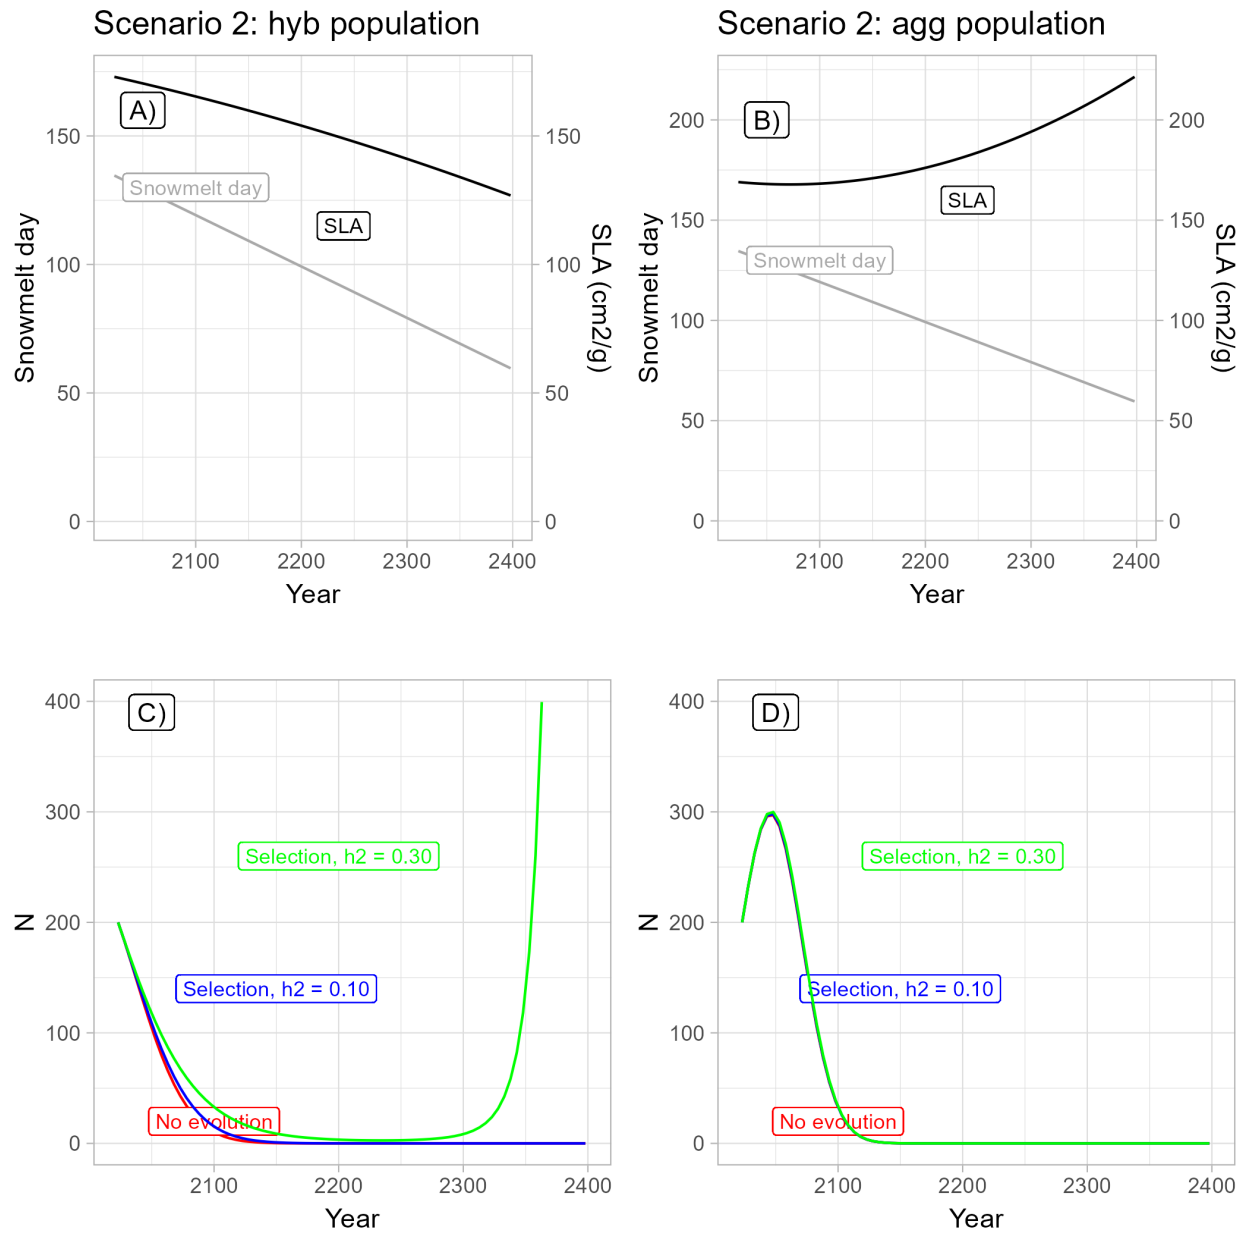 Scenario 2: hyb population
A)
Snowmelt day
SLA
150
100
50
0
150
100
50
0
Snowmelt day
SLA (cm2/g)
2100 2200 2300 2400
Year
Scenario 2: agg population
B)
SLA
Snowmelt day
200
150
100
50
0
200
150
100
50
0
Snowmelt day
SLA (cm2/g)
2100 2200 2300 2400
Year
C)
Selection, h2 = 0.30
Selection, h2 = 0.10
No evolution
400
300
200
100
0
N
2100 2200 2300 2400
Year
D)
Selection, h2 = 0.30
Selection, h2 = 0.10
No evolution
400
300
200
100
0
N
2100 2200 2300 2400
Year